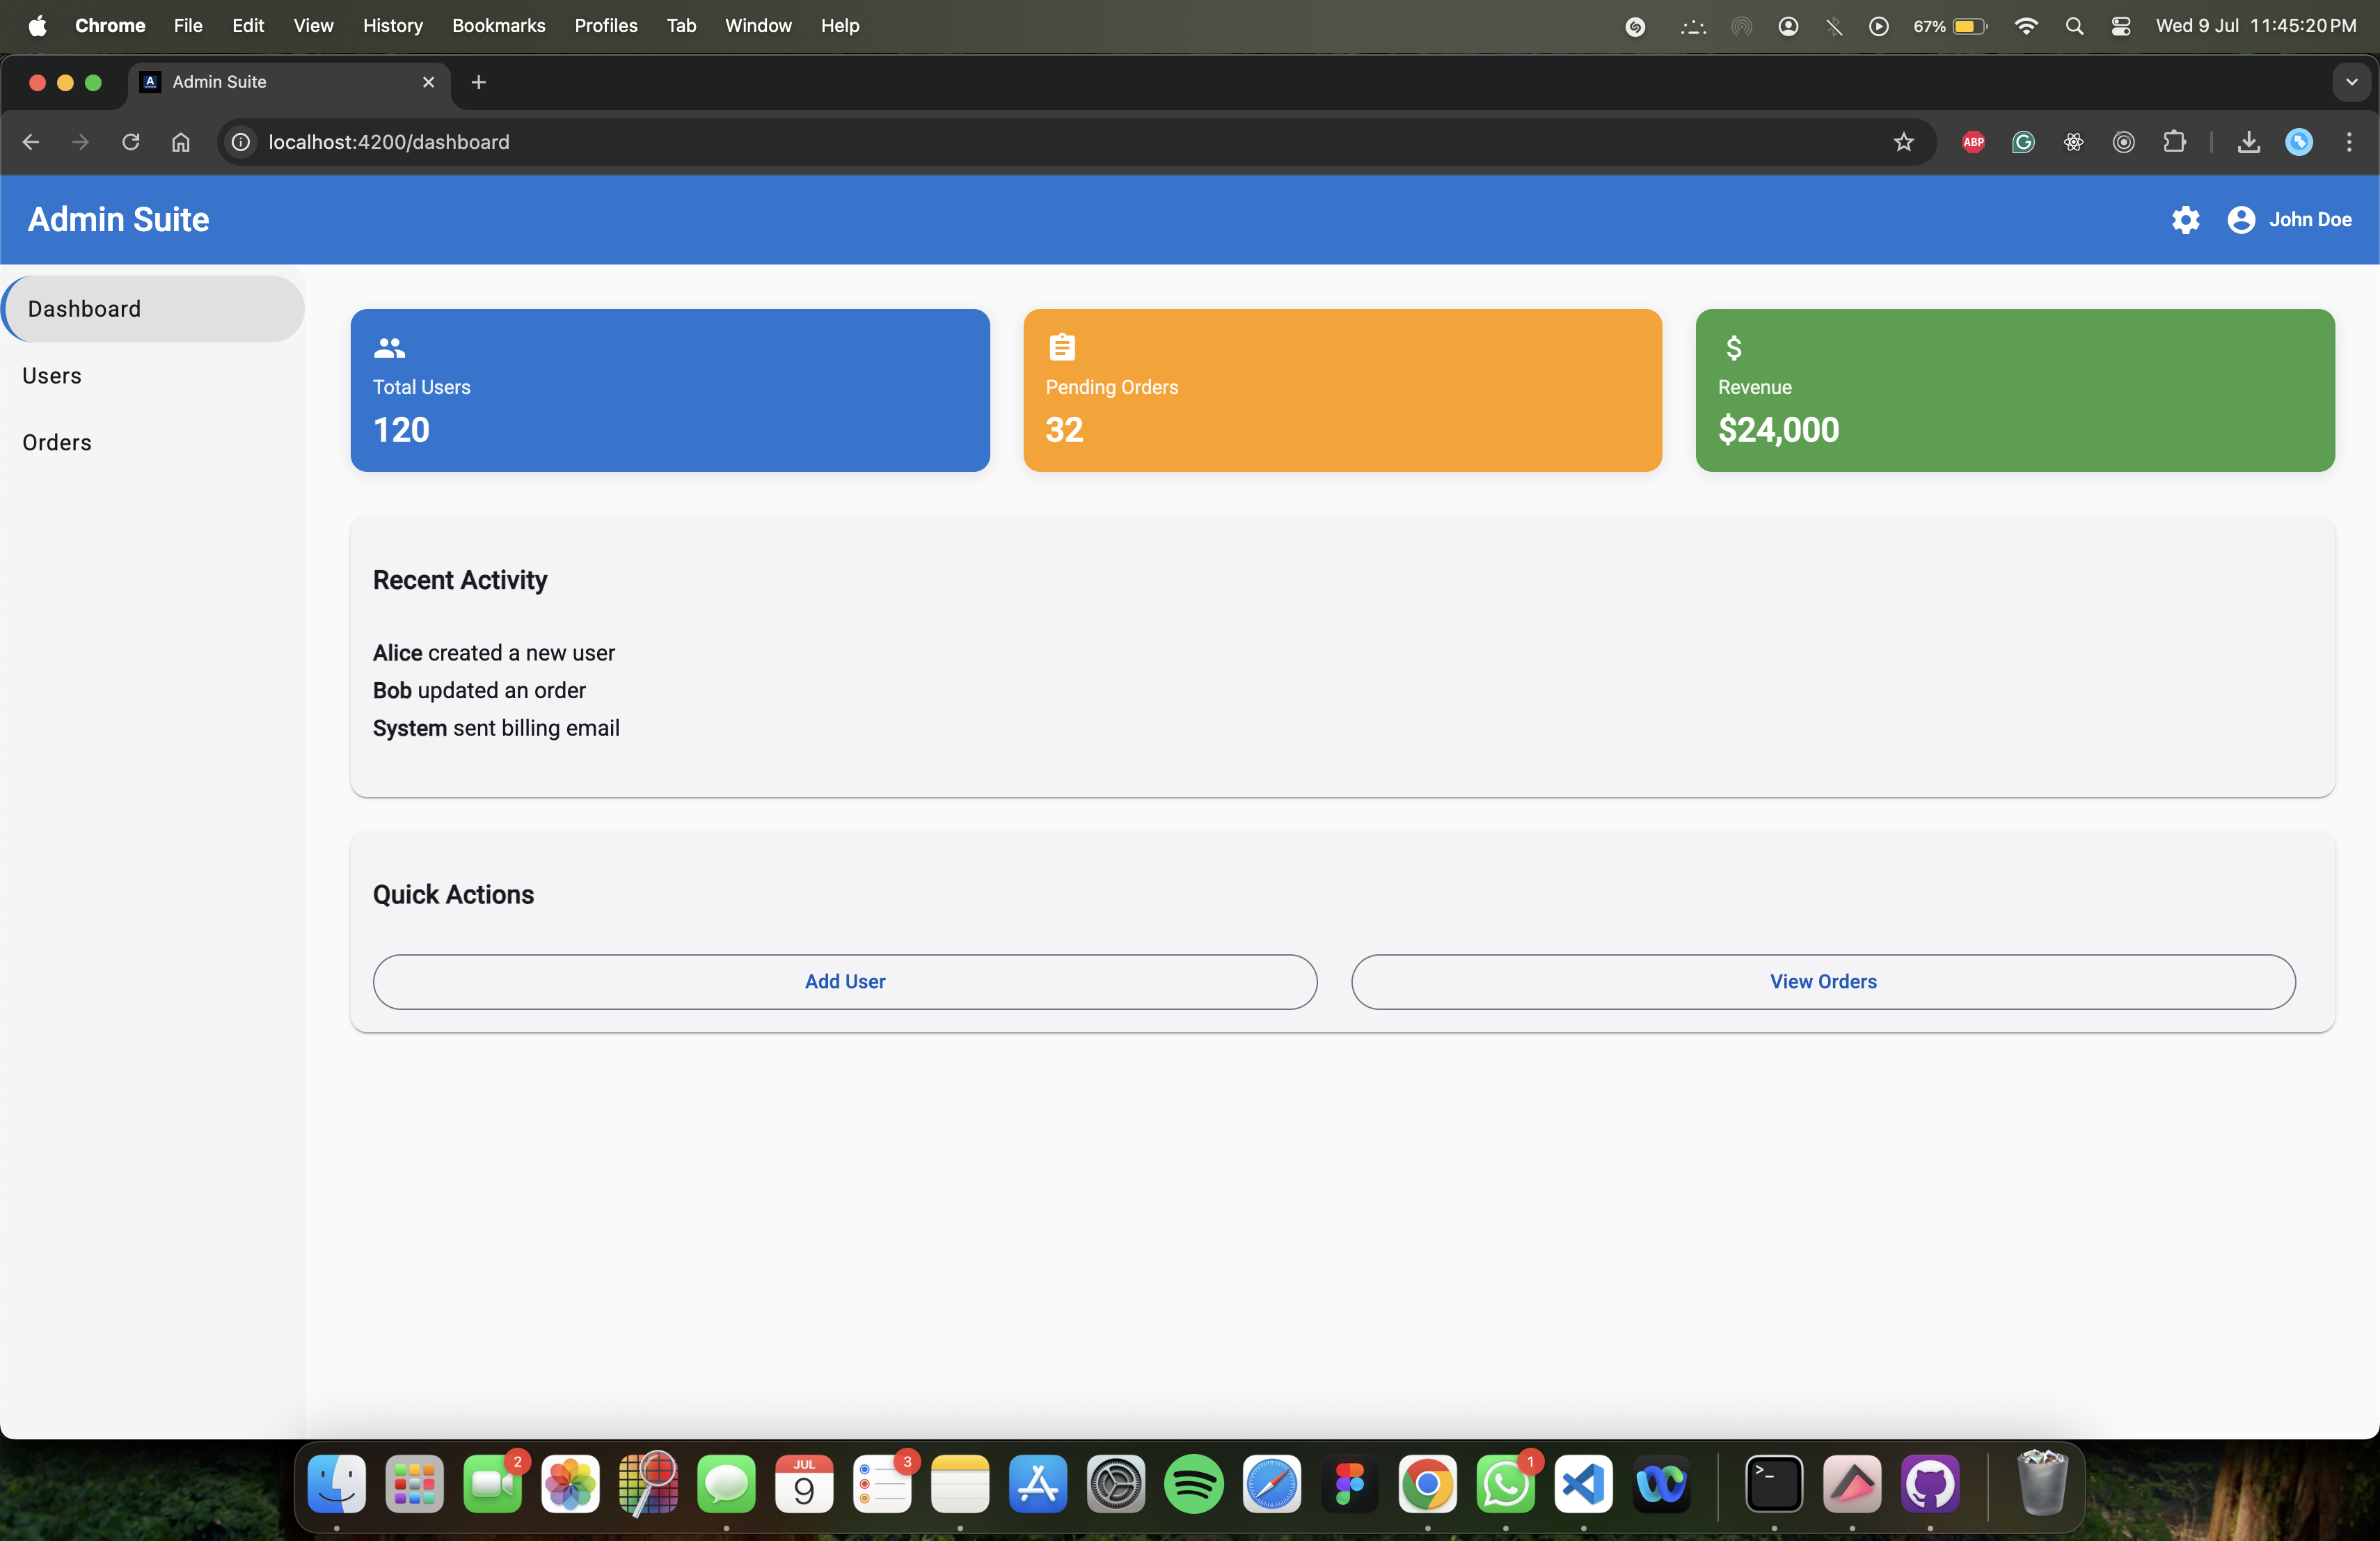 Chrome File Edit View History Bookmarks Profiles Tab Window Help 67% Wed 9 Jul 11:45:20 PM
Admin Suite
localhost:4200/dashboard
ABP
Admin Suite
John Doe
Dashboard
Users
Orders
Total Users
120
Pending Orders
32
$
Revenue
$24,000
Recent Activity
Alice created a new user
Bob updated an order
System sent billing email
Quick Actions
Add User
View Orders
2
JUL
9
3
1
>_